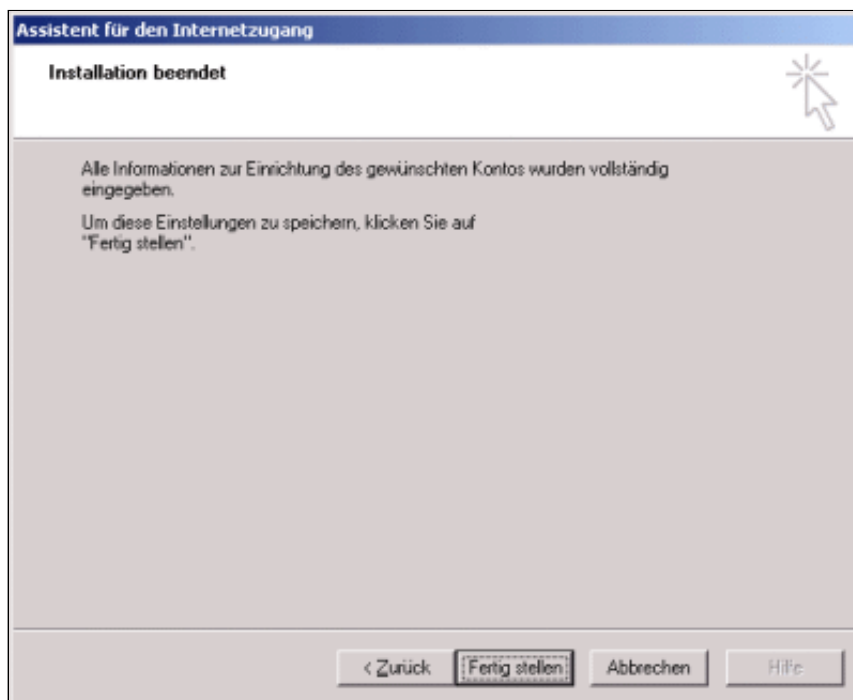 Assistent für den Internetzugang
Installation beendet
Alle Informationen zur Einrichtung des gewünschten Kontos wurden vollständig
eingegeben.
Um diese Einstellungen zu speichern, klicken Sie auf
"Fertig stellen".
< Zurück
Fertig stellen
Abbrechen
Hilfe